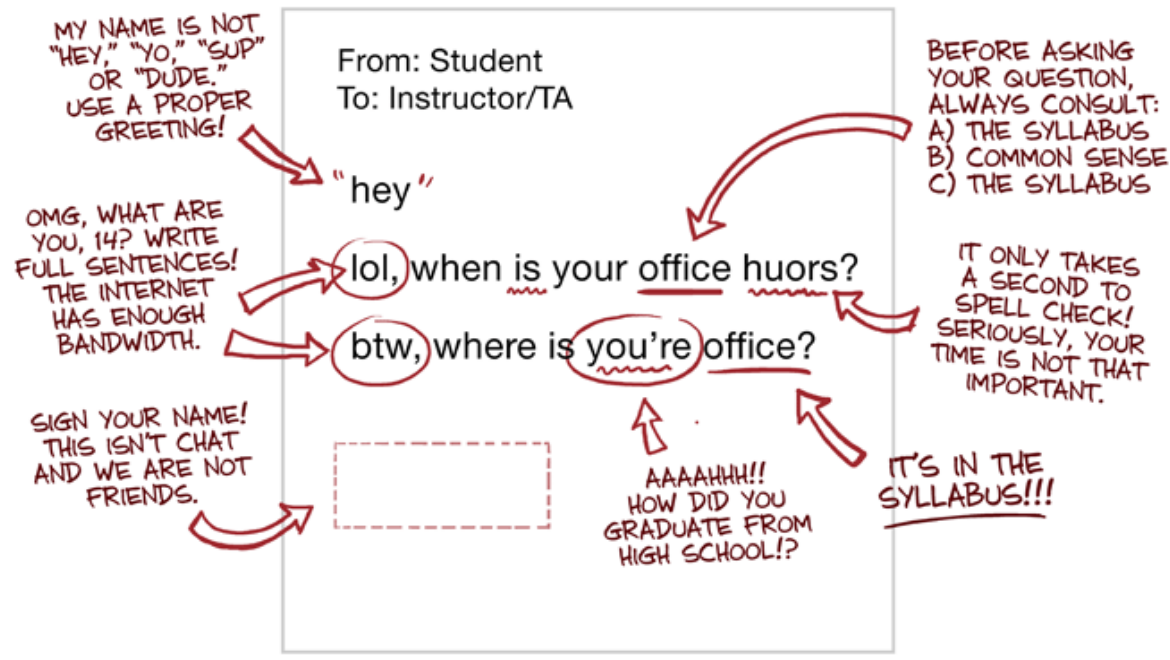 MY NAME IS NOT
"HEY," "YO," "SUP"
OR "DUDE."
USE A PROPER
GREETING!
From: Student
To: Instructor/TA
BEFORE ASKING
YOUR QUESTION,
ALWAYS CONSULT:
A) THE SYLLABUS
B) COMMON SENSE
C) THE SYLLABUS
"hey"
OMG, WHAT ARE
YOU, 14? WRITE
FULL SENTENCES!
THE INTERNET
HAS ENOUGH
BANDWIDTH.
lol, when is your office huors?
IT ONLY TAKES
A SECOND TO
SPELL CHECK!
SERIOUSLY, YOUR
TIME IS NOT THAT
IMPORTANT.
btw, where is you're office?
SIGN YOUR NAME!
THIS ISN'T CHAT
AND WE ARE NOT
FRIENDS.
AAAAHHH!!
HOW DID YOU
GRADUATE FROM
HIGH SCHOOL!?
IT'S IN THE
SYLLABUS!!!